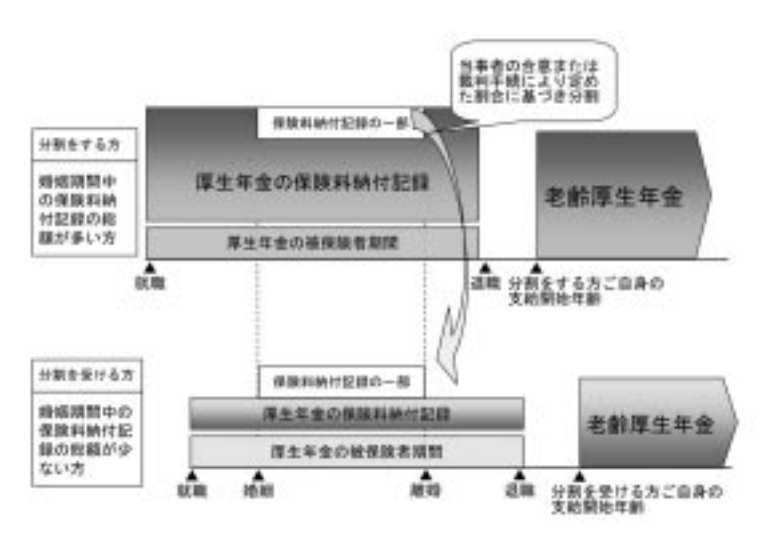 当事者の合意または
裁判手続により定め
た割合に基づき分割
保険料納付記録の一部
分割をする方
婚姻期間中
の保険料納
付記録の総
額が多い方
厚生年金の保険料納付記録
厚生年金の被保険者期間
老齢厚生年金
就職
退職
分割をする方ご自身の
支給開始年齢
分割を受ける方
婚姻期間中の
保険料納付記
録の総額が少
ない方
保険料納付記録の一部
厚生年金の保険料納付記録
厚生年金の被保険者期間
老齢厚生年金
就職
婚姻
離婚
退職
分割を受ける方ご自身の
支給開始年齢